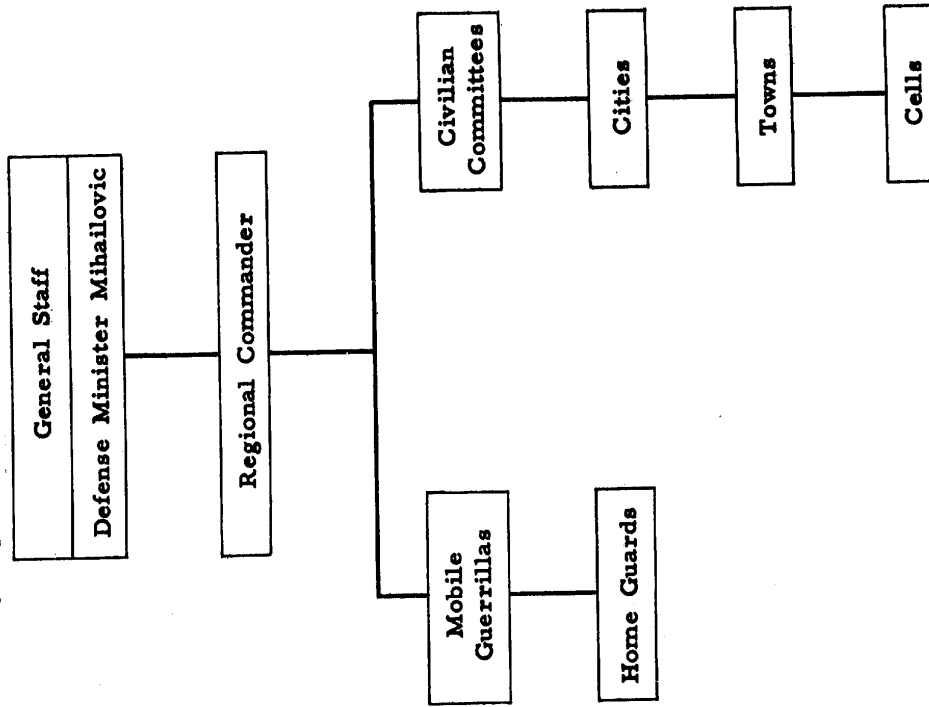 General Staff
Defense Minister Mihailovic
Regional Commander
Mobile
Guerrillas
Home Guards
Civilian
Committees
Cities
Towns
Cells